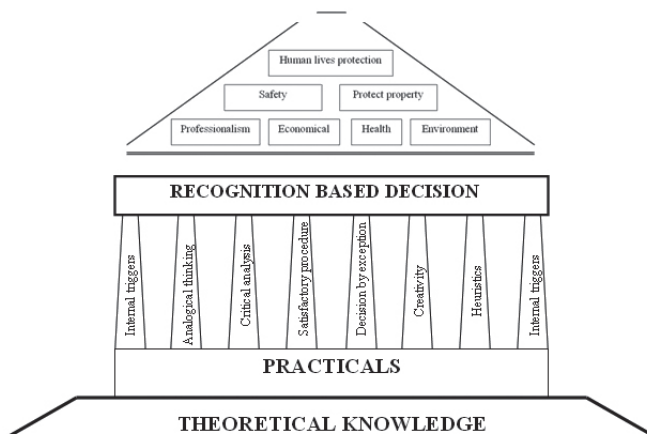 Human lives protection
Safety
Protect property
Professionalism
Economical
Health
Environment
RECOGNITION BASED DECISION
Internal triggers
Analogical thinking
Critical analysis
Satisfactory procedure
Decision by exception
Creativity
Heuristics
Internal triggers
PRACTICALS
THEORETICAL KNOWLEDGE